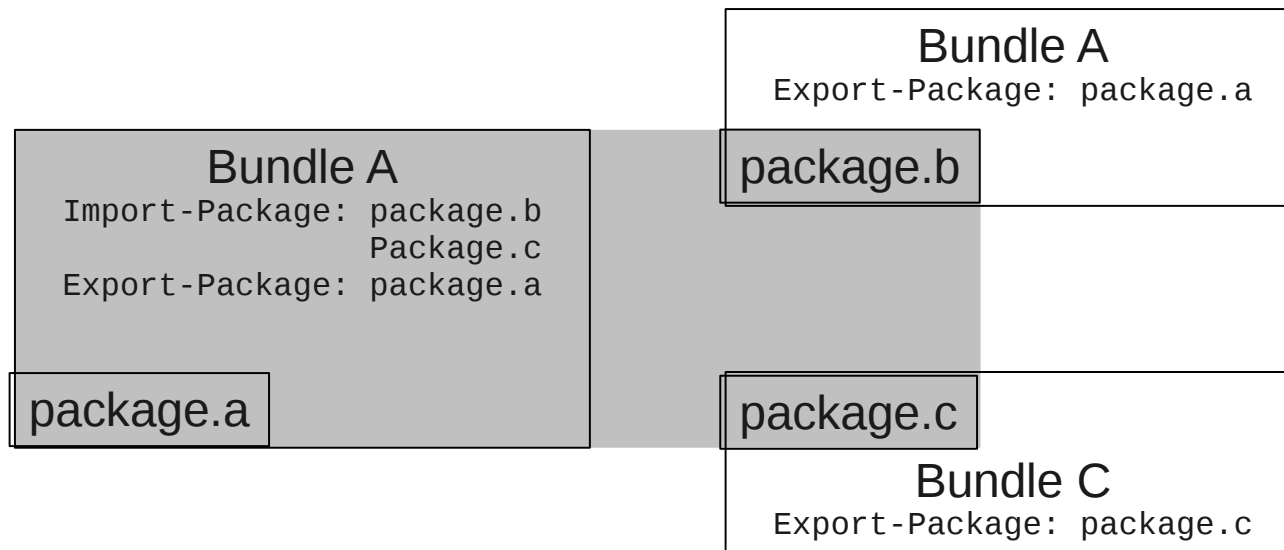 Bundle A
Export-Package: package.a
package.b
Bundle A
Import-Package: package.b
Package.c
Export-Package: package.a
package.a
package.c
Bundle C
Export-Package: package.c